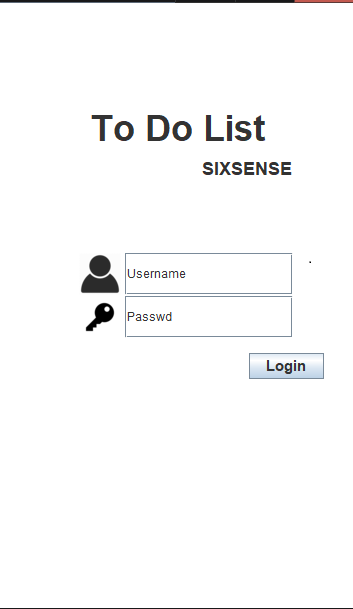 To Do List
SIXSENSE
Username
.
Passwd
Login